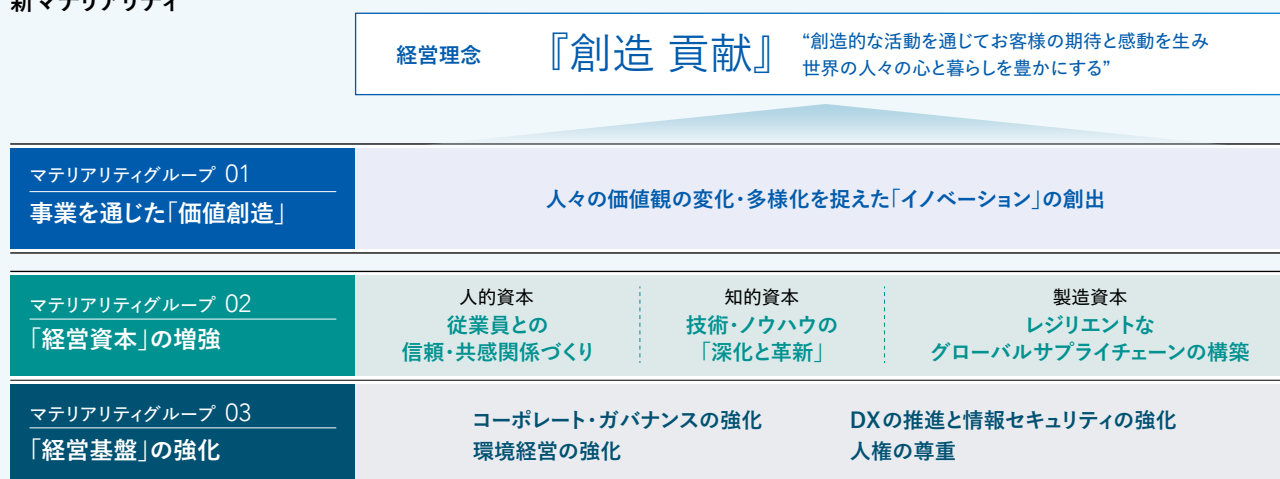 新マテリアリティ
経営理念
『創造 貢献』
“創造的な活動を通じてお客様の期待と感動を生み
世界の人々の心と暮らしを豊かにする”
マテリアリティグループ 01
事業を通じた「価値創造」
人々の価値観の変化・多様化を捉えた「イノベーション」の創出
マテリアリティグループ 02
「経営資本」の増強
人的資本
従業員との
信頼・共感関係づくり
知的資本
技術・ノウハウの
「深化と革新」
製造資本
レジリエントな
グローバルサプライチェーンの構築
マテリアリティグループ 03
「経営基盤」の強化
コーポレート・ガバナンスの強化
環境経営の強化
DXの推進と情報セキュリティの強化
人権の尊重